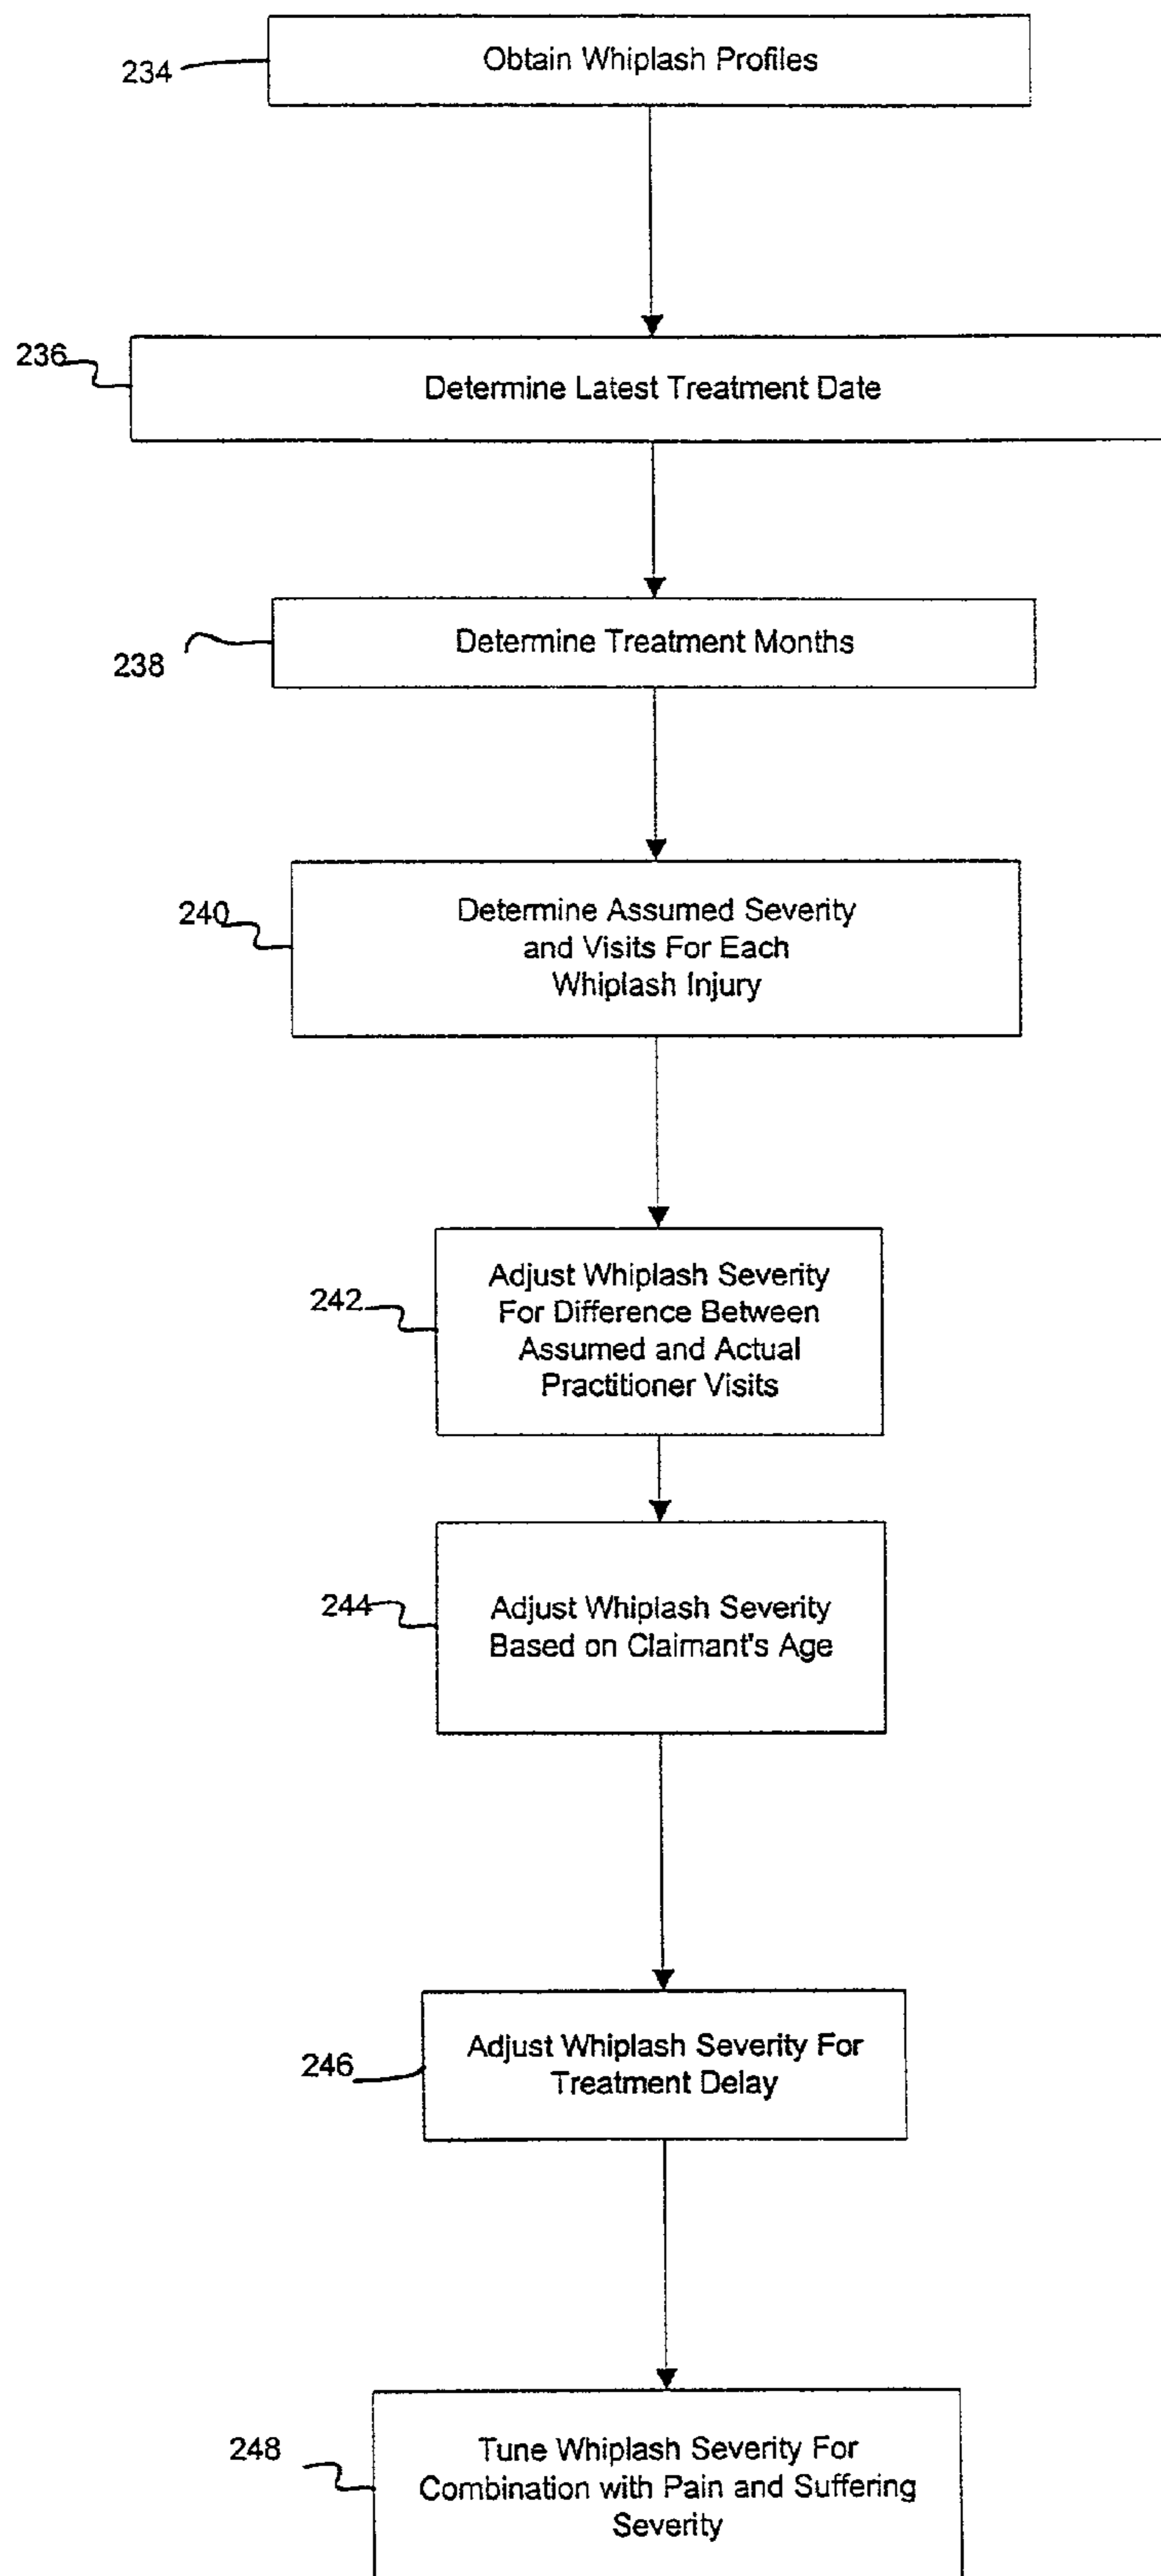 234
Obtain Whiplash Profiles
236
Determine Latest Treatment Date
238
Determine Treatment Months
240
Determine Assumed Severity
and Visits For Each
Whiplash Injury
242
Adjust Whiplash Severity
For Difference Between
Assumed and Actual
Practitioner Visits
244
Adjust Whiplash Severity
Based on Claimant's Age
246
Adjust Whiplash Severity For
Treatment Delay
248
Tune Whiplash Severity For
Combination with Pain and Suffering
Severity